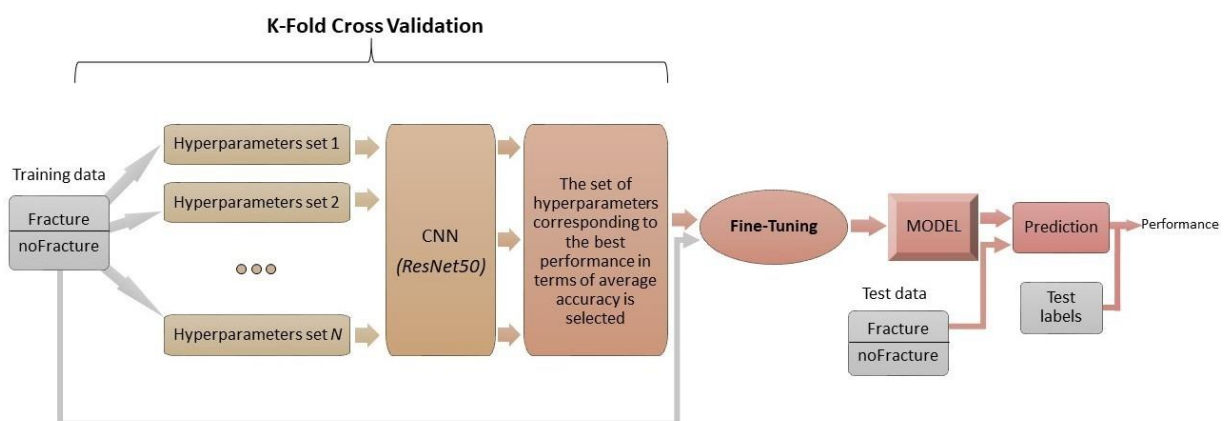 K-Fold Cross Validation
Training data
Fracture
noFracture
Hyperparameters set 1
Hyperparameters set 2
Hyperparameters set N
CNN
(ResNet50)
The set of
hyperparameters
corresponding to
the best
performance in
terms of average
accuracy is
selected
Fine-Tuning
MODEL
Prediction
Performance
Test data
Fracture
noFracture
Test
labels